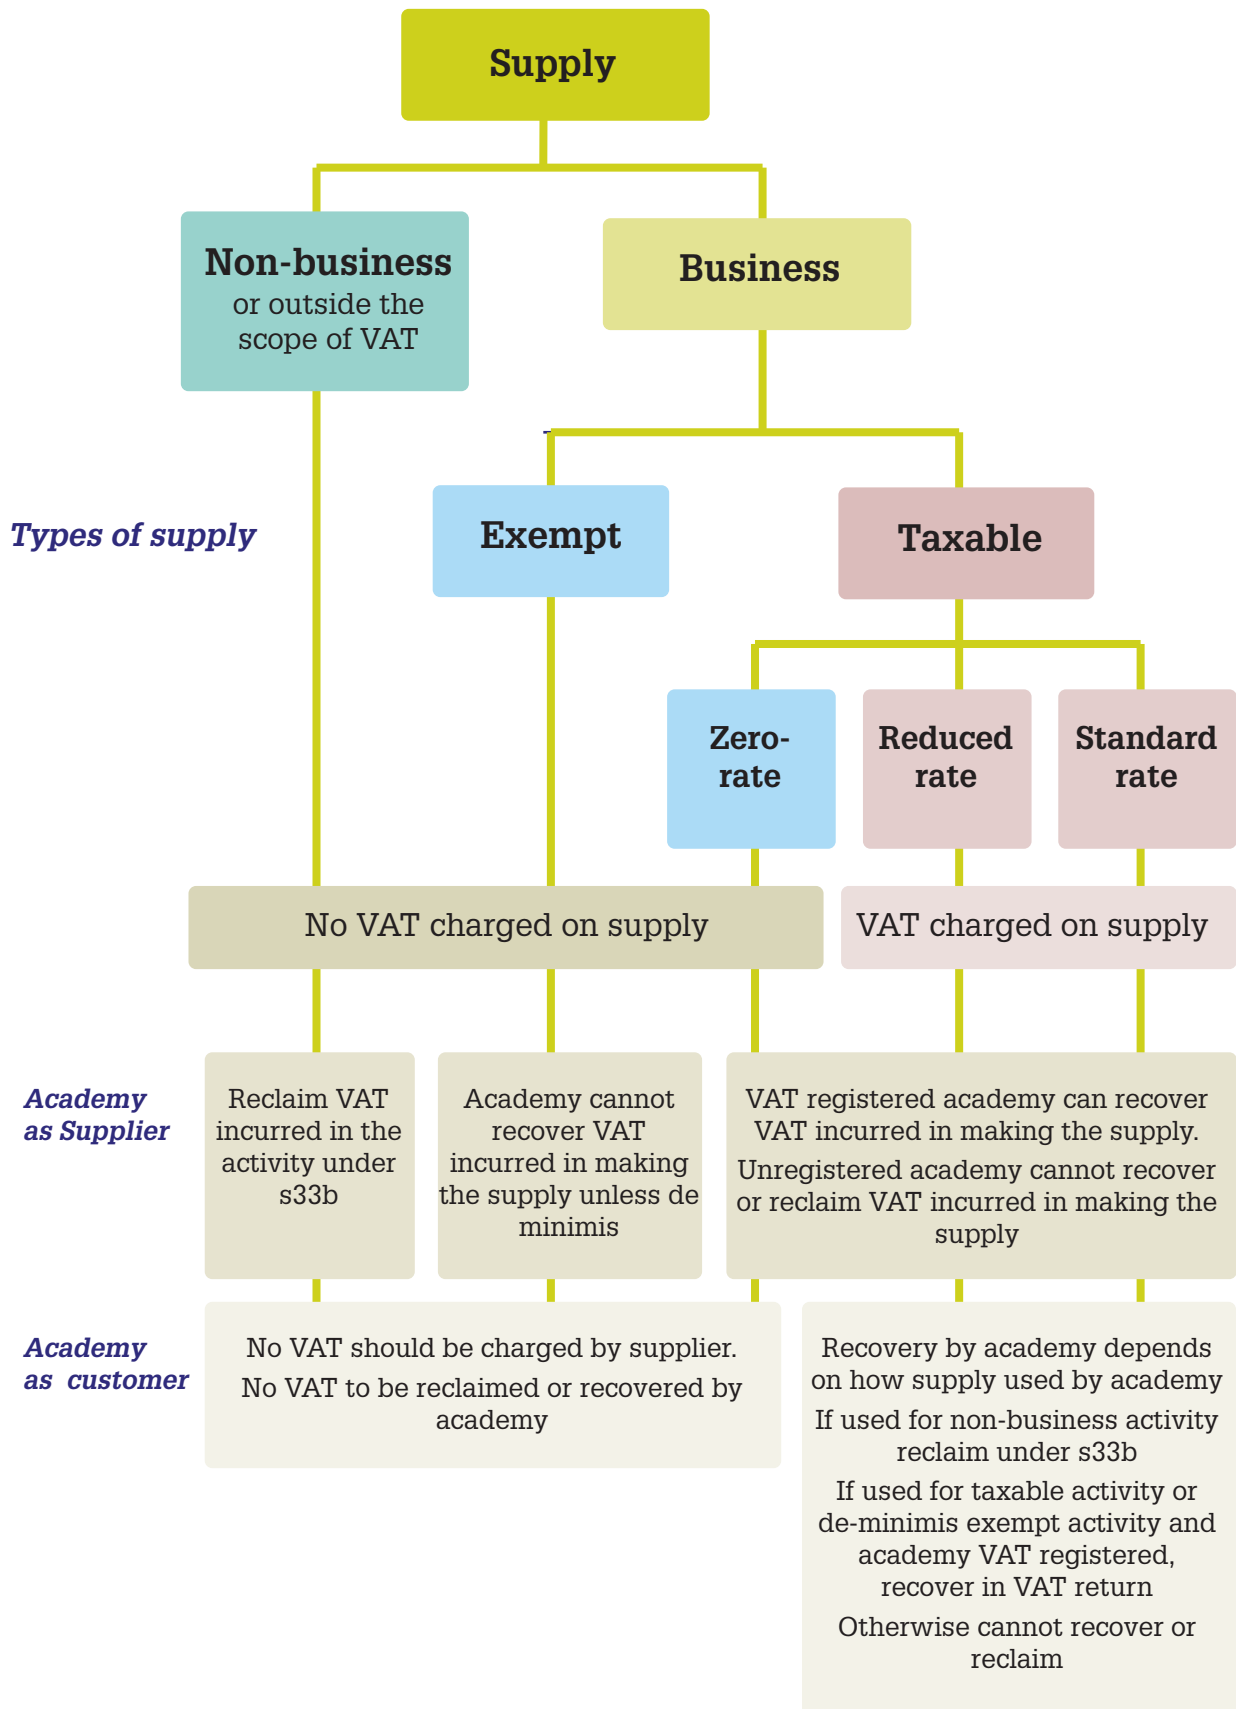 Supply
Non-business
or outside the
scope of VAT
Business
Types of supply
Exempt
Taxable
Zero-
rate
Reduced
rate
Standard
rate
No VAT charged on supply
VAT charged on supply
Academy
as Supplier
Reclaim VAT
incurred in the
activity under
s33b
Academy cannot
recover VAT
incurred in making
the supply unless de
minimis
VAT registered academy can recover
VAT incurred in making the supply.
Unregistered academy cannot recover
or reclaim VAT incurred in making the
supply
Academy
as customer
No VAT should be charged by supplier.
No VAT to be reclaimed or recovered by
academy
Recovery by academy depends
on how supply used by academy
If used for non-business activity
reclaim under s33b
If used for taxable activity or
de-minimis exempt activity and
academy VAT registered,
recover in VAT return
Otherwise cannot recover or
reclaim